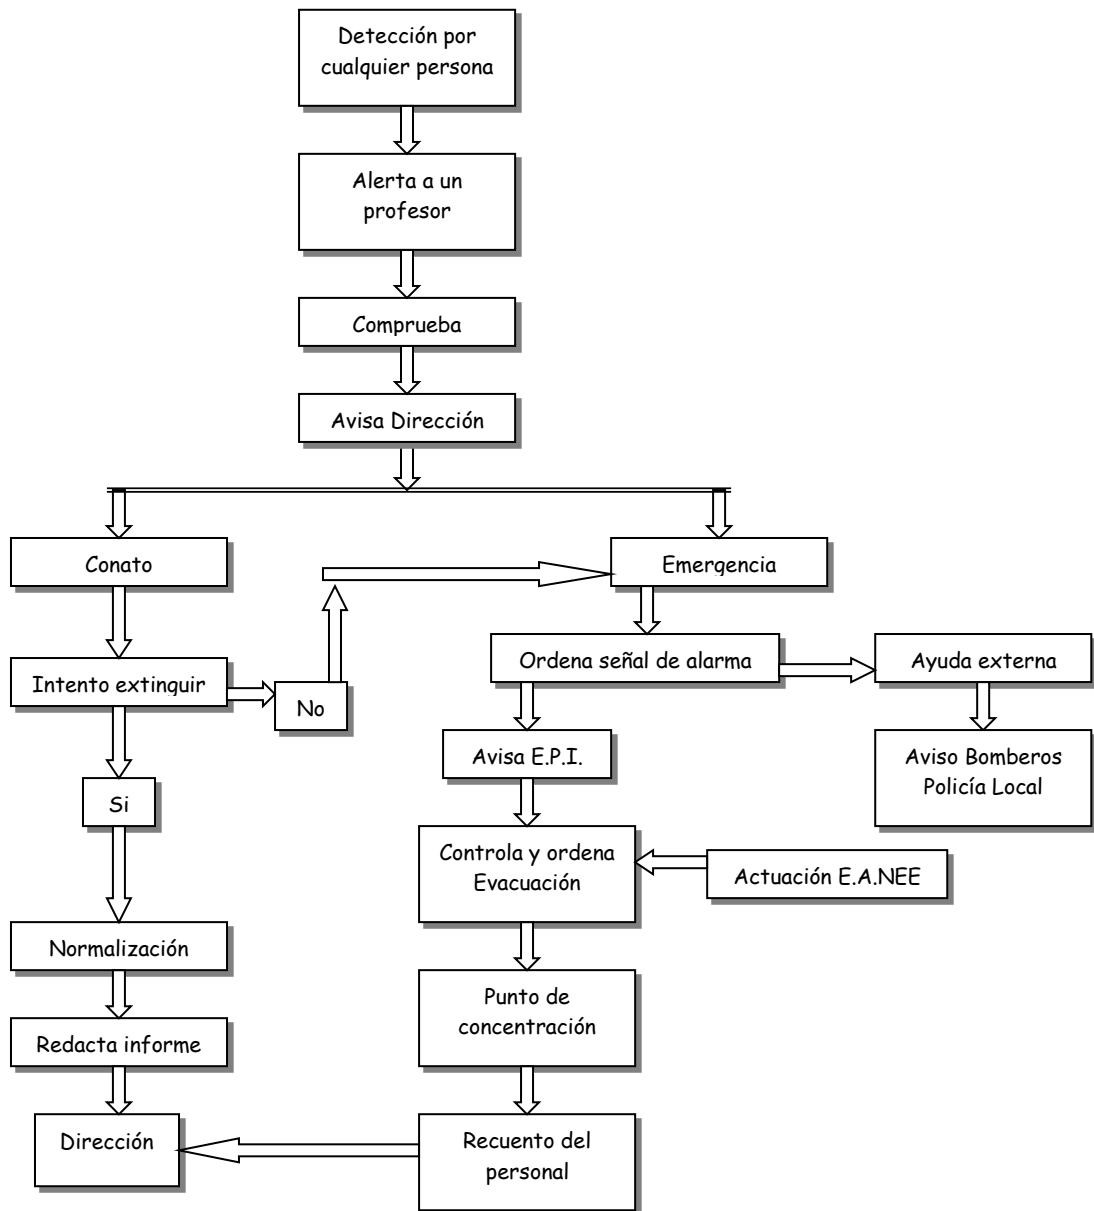 Detección por
cualquier persona
Alerta a un
profesor
Comprueba
Avisa Dirección
Conato
Emergencia
Intento extinguir
No
Ordena señal de alarma
Ayuda externa
Si
Avisa E.P.I.
Aviso Bomberos
Policía Local
Controla y ordena
Evacuación
Actuación E.A.NEE
Normalización
Punto de
concentración
Redacta informe
Dirección
Recuento del
personal